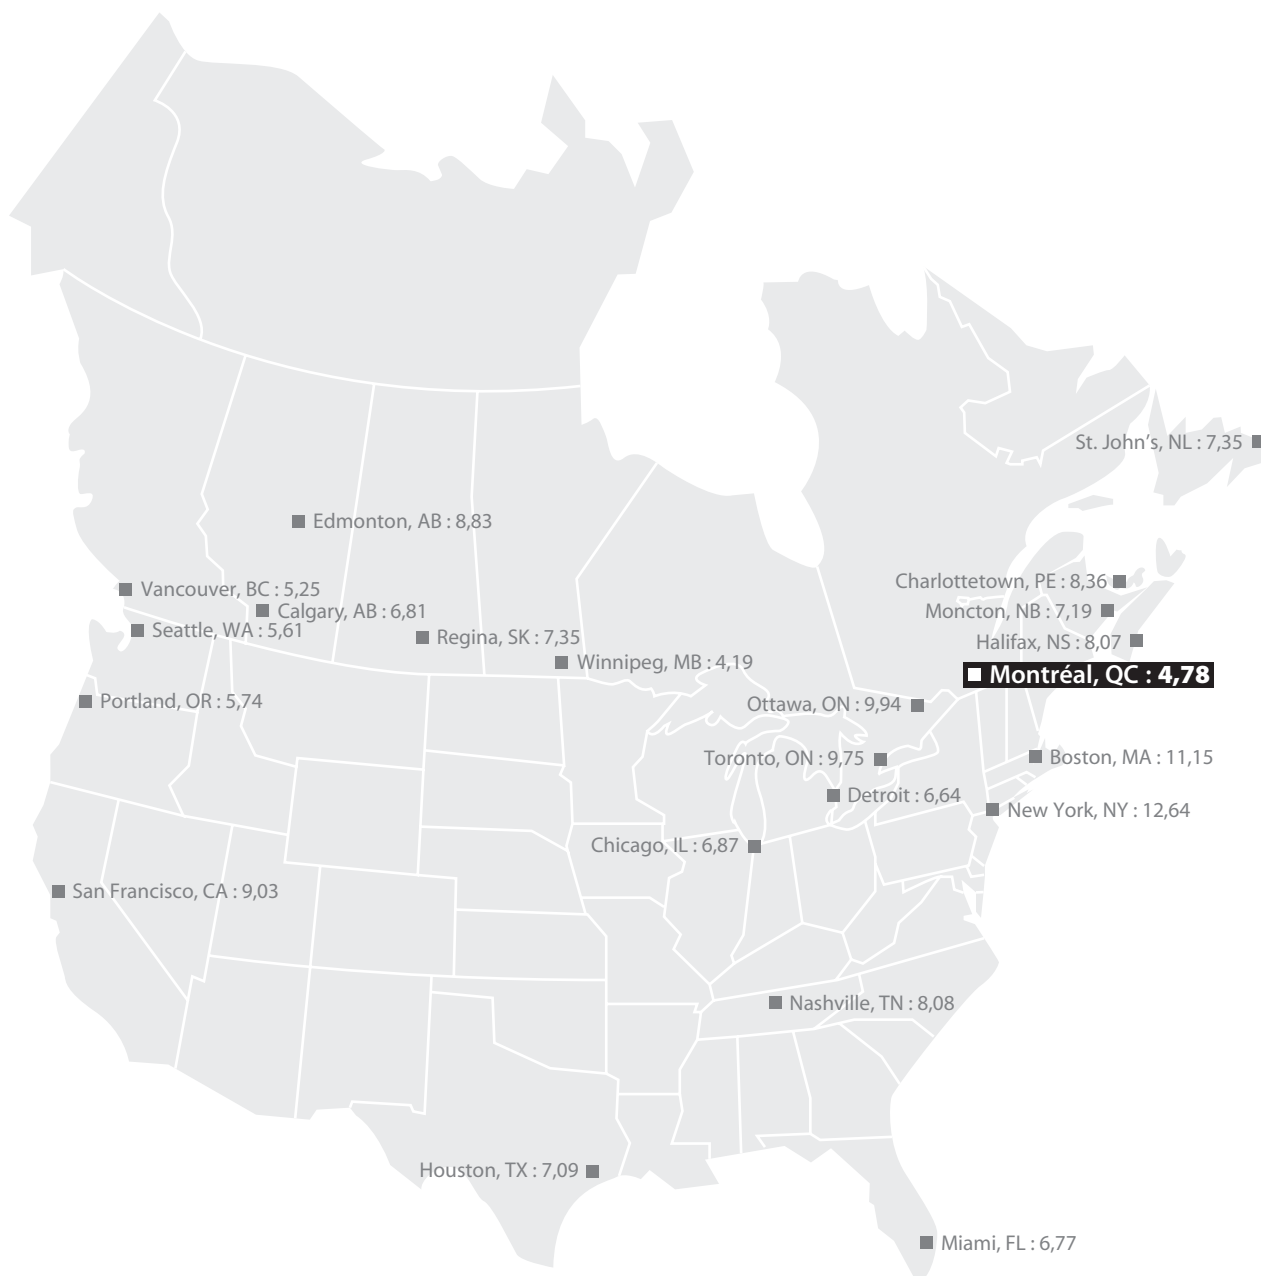 St. John’s, NL : 7,35
Edmonton, AB : 8,83
Charlottetown, PE : 8,36
Vancouver, BC : 5,25
Calgary, AB : 6,81
Moncton, NB : 7,19
Seattle, WA : 5,61
Regina, SK : 7,35
Halifax, NS : 8,07
Winnipeg, MB : 4,19
Montréal, QC : 4,78
Portland, OR : 5,74
Ottawa, ON : 9,94
Toronto, ON : 9,75
Boston, MA : 11,15
Detroit : 6,64
New York, NY : 12,64
Chicago, IL : 6,87
San Francisco, CA : 9,03
Nashville, TN : 8,08
Houston, TX : 7,09
Miami, FL : 6,77